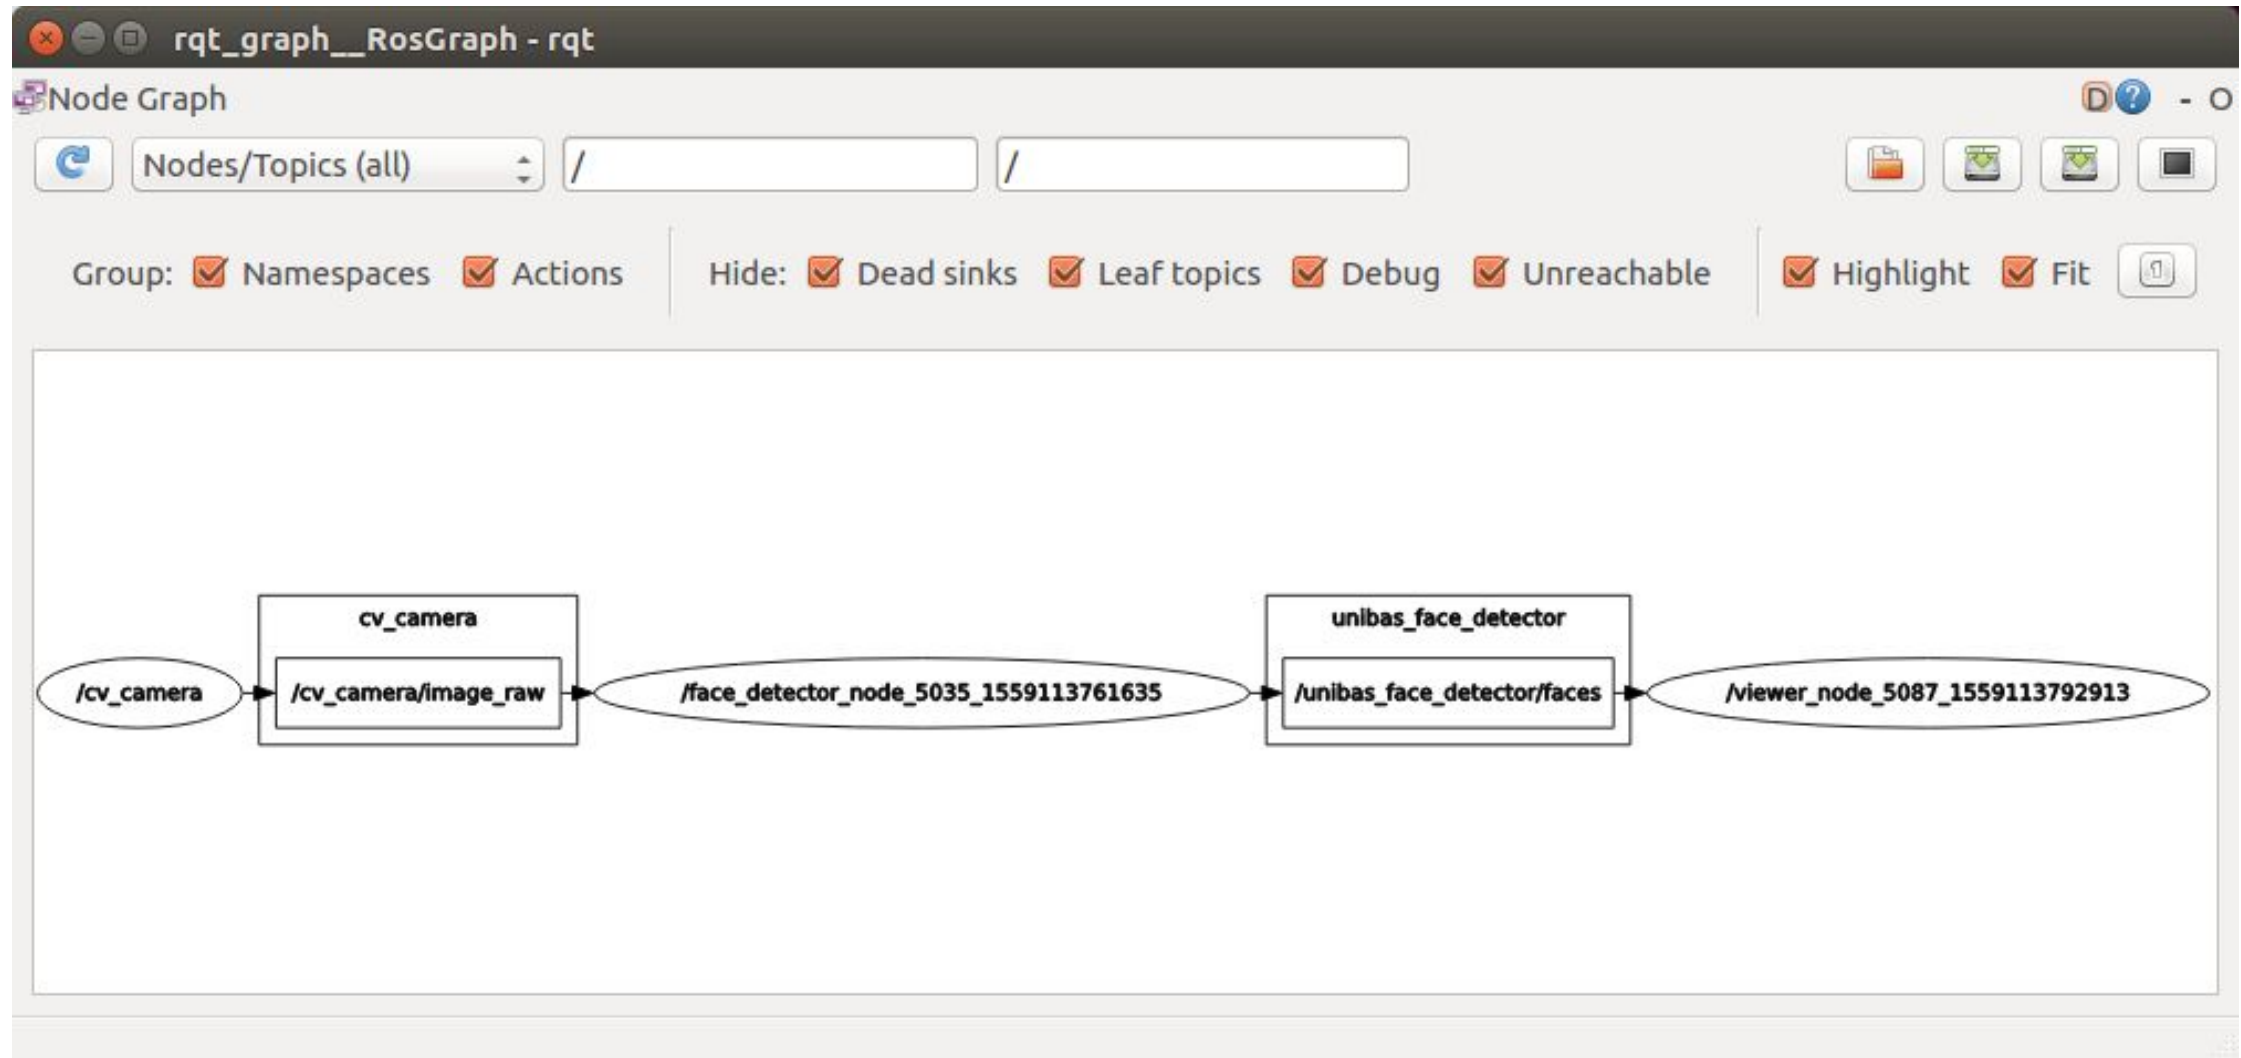 rqt_graph__RosGraph - rqt
Node Graph
D ? - O
Nodes/Topics (all) / /
Group: Namespaces Actions Hide: Dead sinks Leaf topics Debug Unreachable Highlight Fit
cv_camera unibas_face_detector
/cv_camera /cv_camera/image_raw /face_detector_node_5035_1559113761635 /unibas_face_detector/faces /viewer_node_5087_1559113792913